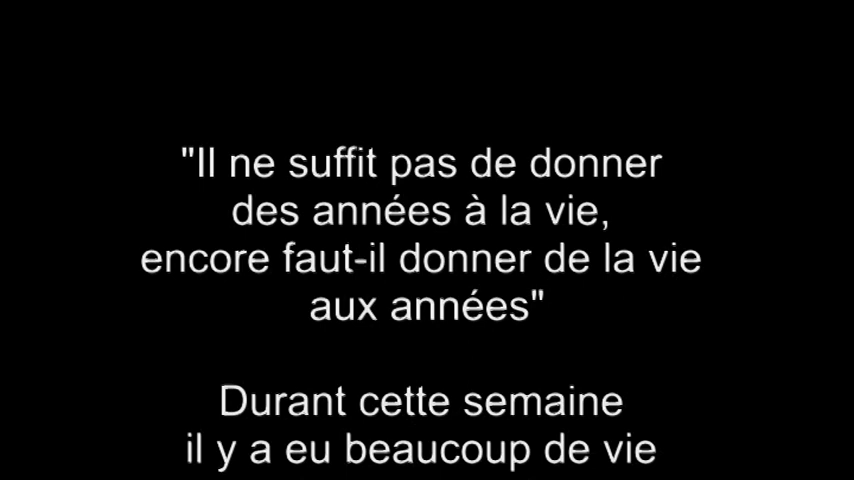 "Il ne suffit pas de donner
des années à la vie,
encore faut-il donner de la vie
aux années"
Durant cette semaine
il y a eu beaucoup de vie